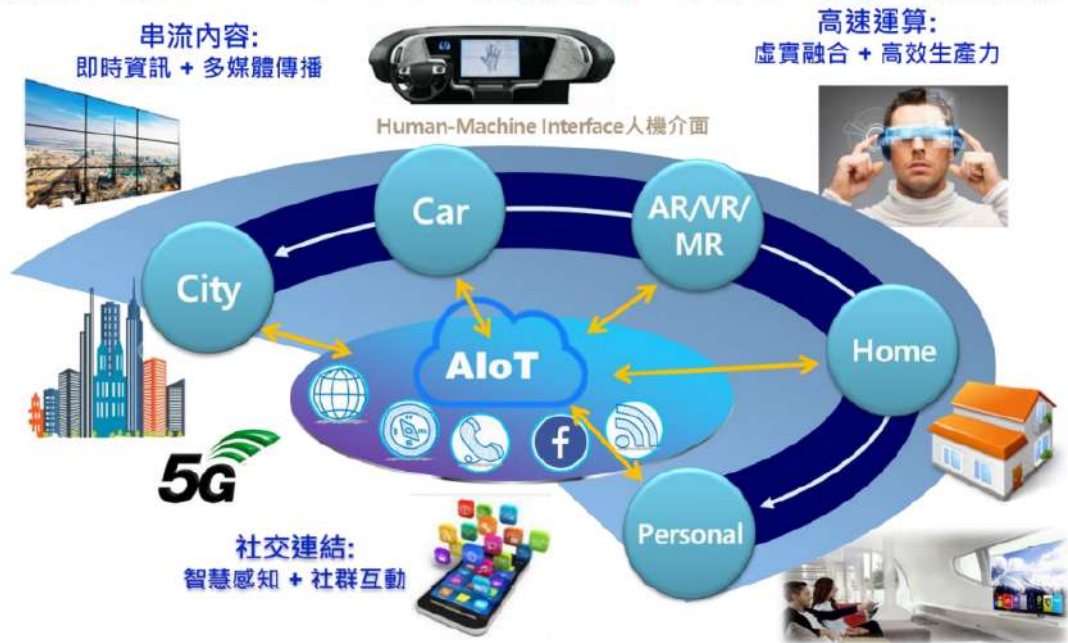 串流內容:
即時資訊 + 多媒體傳播
高速運算:
虛實融合 + 高效生產力
Human-Machine Interface人機介面
Car
AR/VR/
MR
City
AIoT
Home
f
5G
Personal
社交連結:
智慧感知 + 社群互動